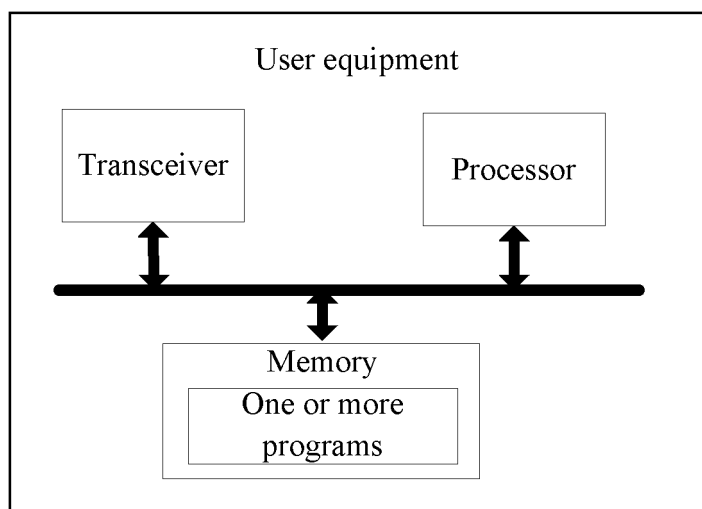 User equipment
Transceiver
Processor
Memory
One or more
programs